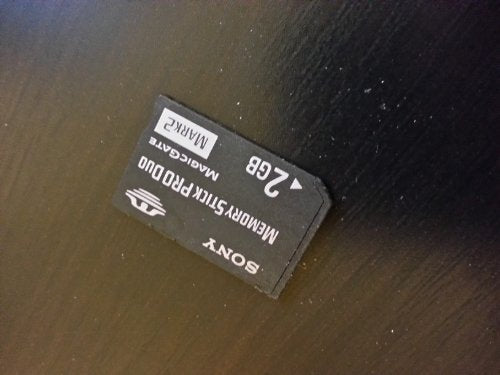 SONY
MEMORY STICK PRO DUO
MAGICGATE
MARK2
2GB